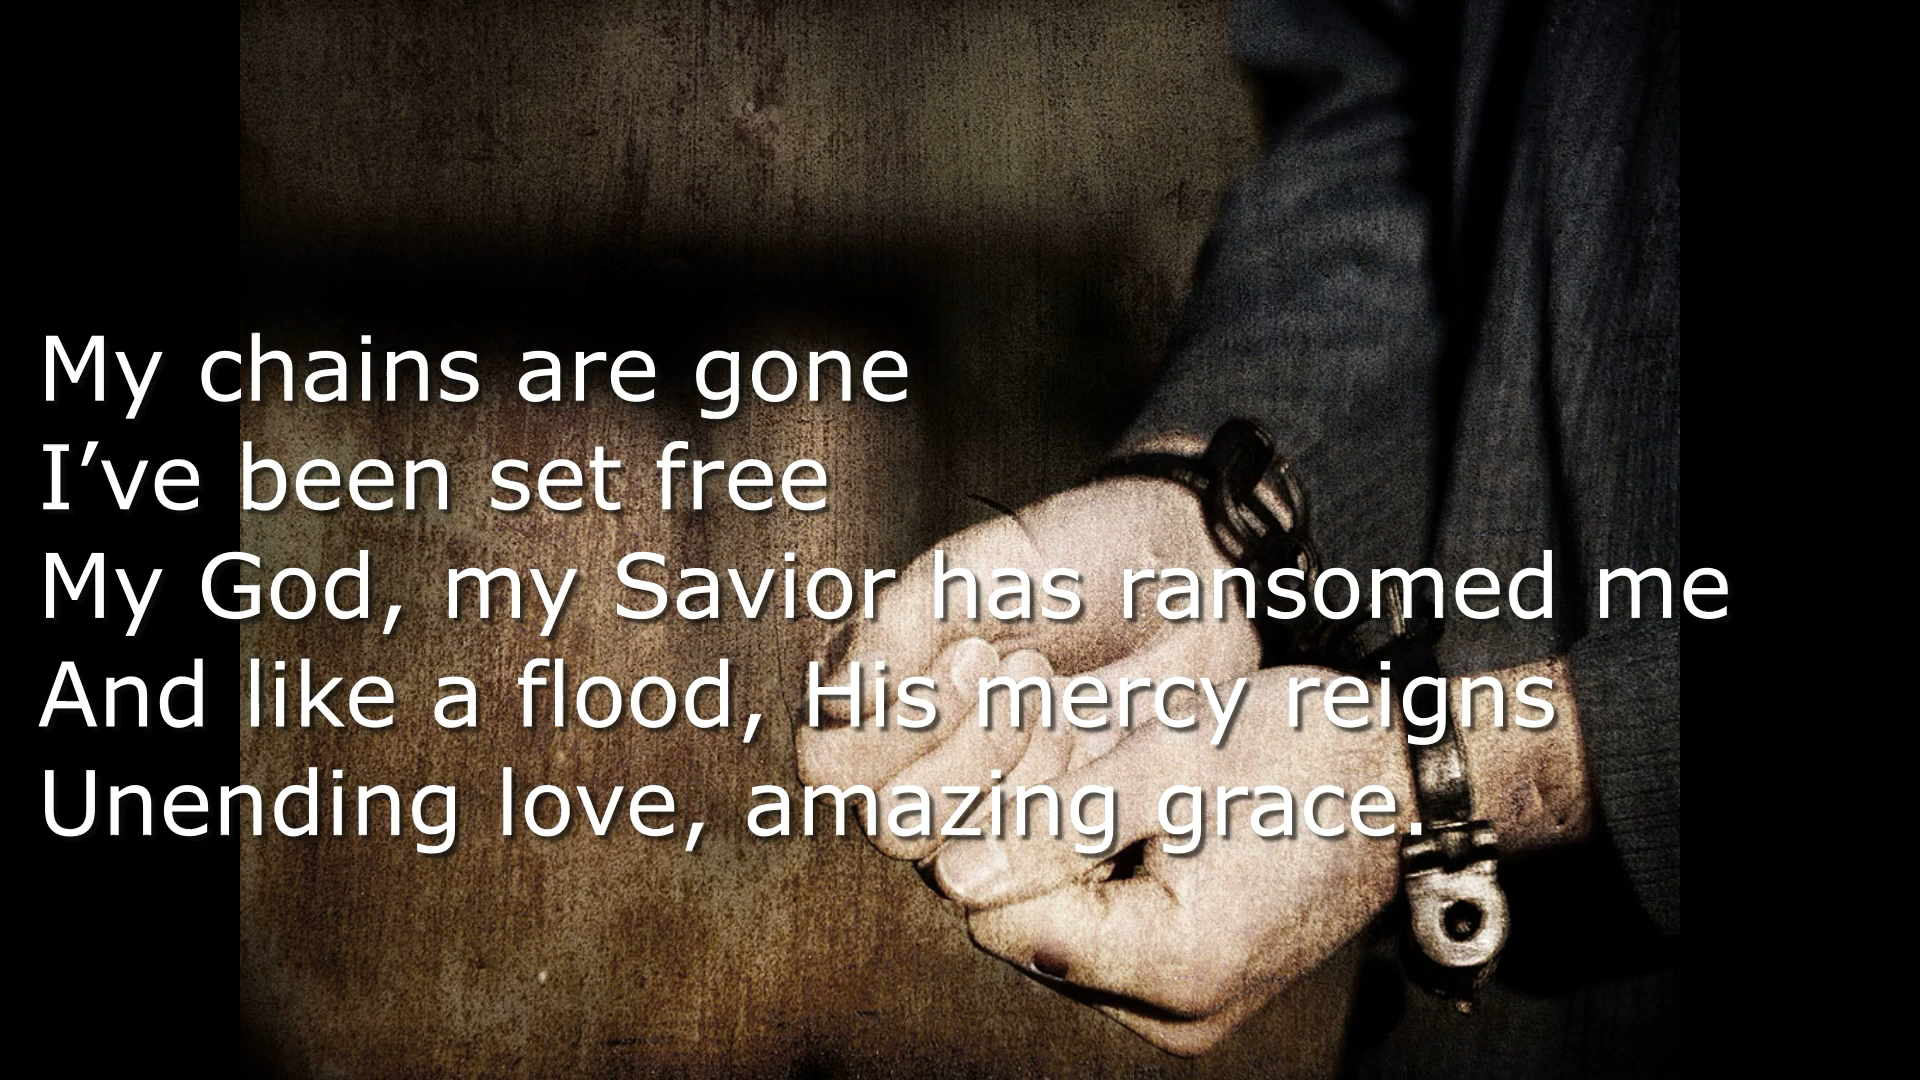 My chains are gone
I’ve been set free
My God, my Savior has ransomed me
And like a flood, His mercy reigns
Unending love, amazing grace.